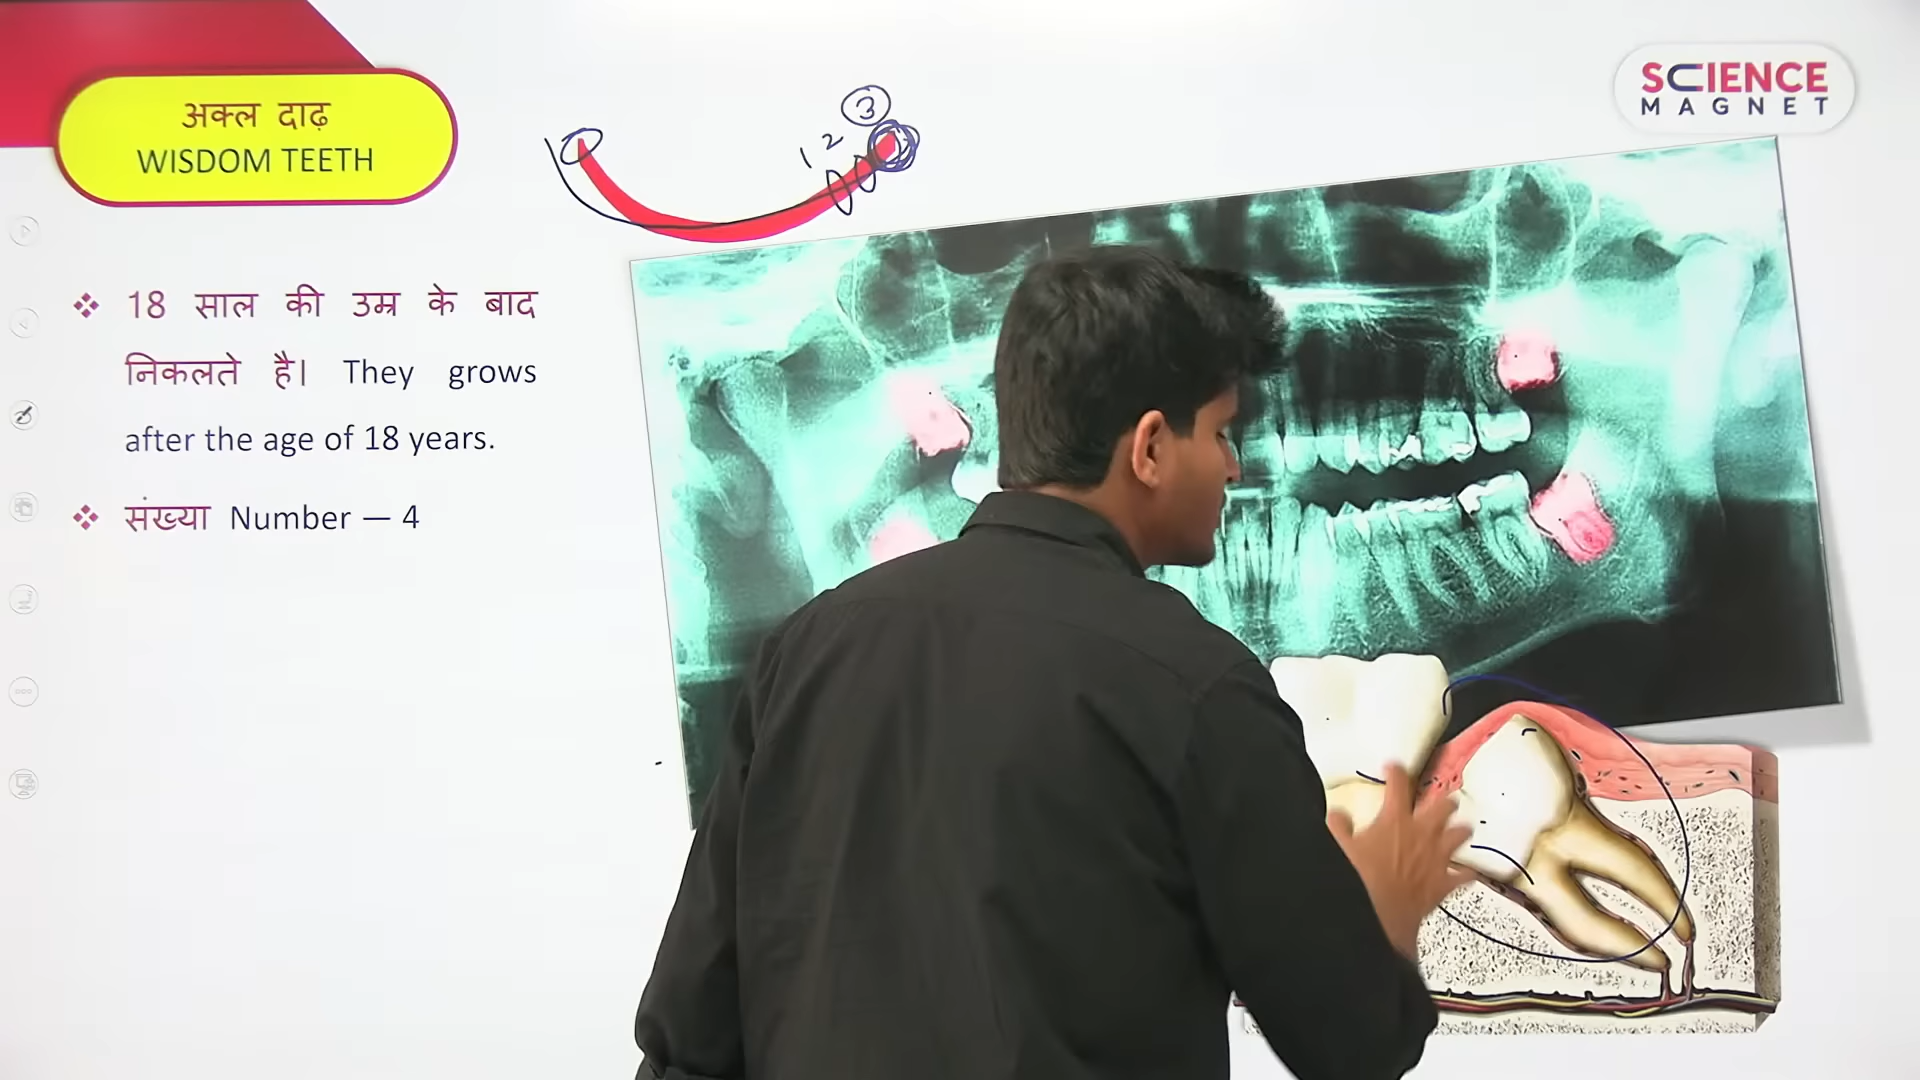 अक्ल दाढ़
WISDOM TEETH
SCIENCE
MAGNET
3
1 2
18 साल की उम्र के बाद
निकलते है। They grows
after the age of 18 years.
संख्या Number — 4